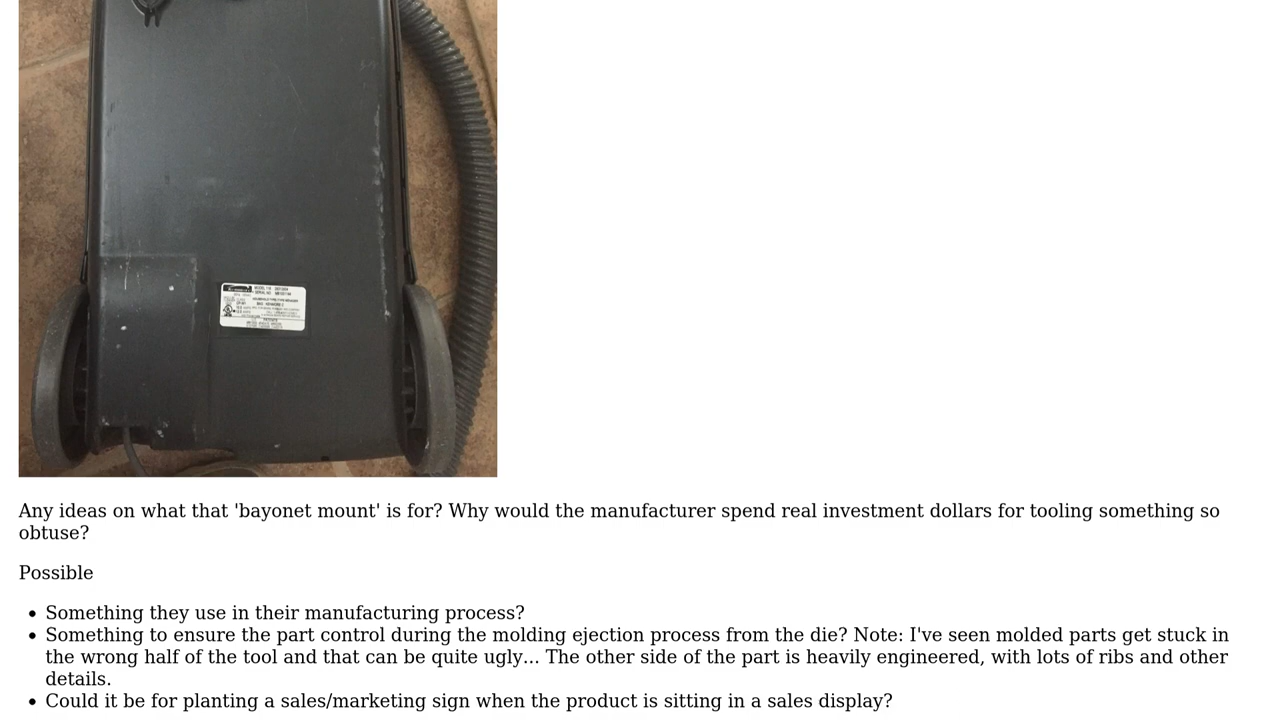 Any ideas on what that 'bayonet mount' is for? Why would the manufacturer spend real investment dollars for tooling something so
obtuse?
Possible
• Something they use in their manufacturing process?
• Something to ensure the part control during the molding ejection process from the die? Note: I've seen molded parts get stuck in
the wrong half of the tool and that can be quite ugly... The other side of the part is heavily engineered, with lots of ribs and other
details.
• Could it be for planting a sales/marketing sign when the product is sitting in a sales display?